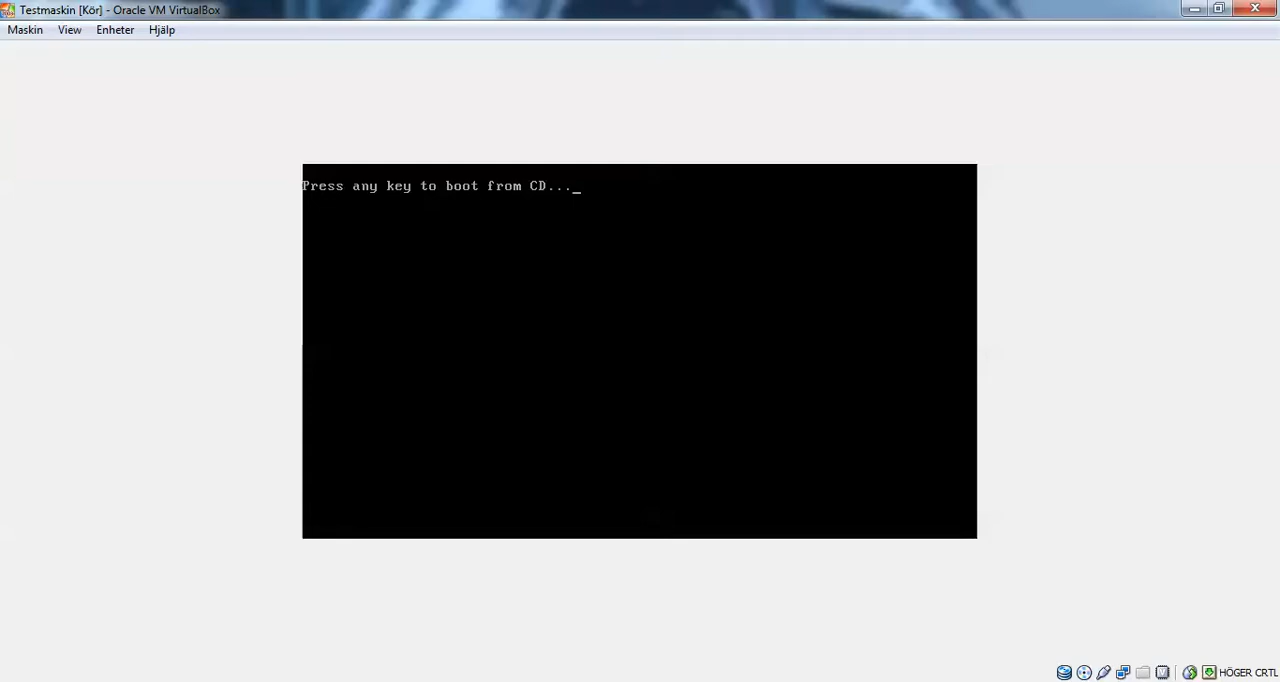 Testmaskin [Kör] - Oracle VM VirtualBox
Maskin View Enheter Hjälp
Press any key to boot from CD..._
HÖGER CRTL